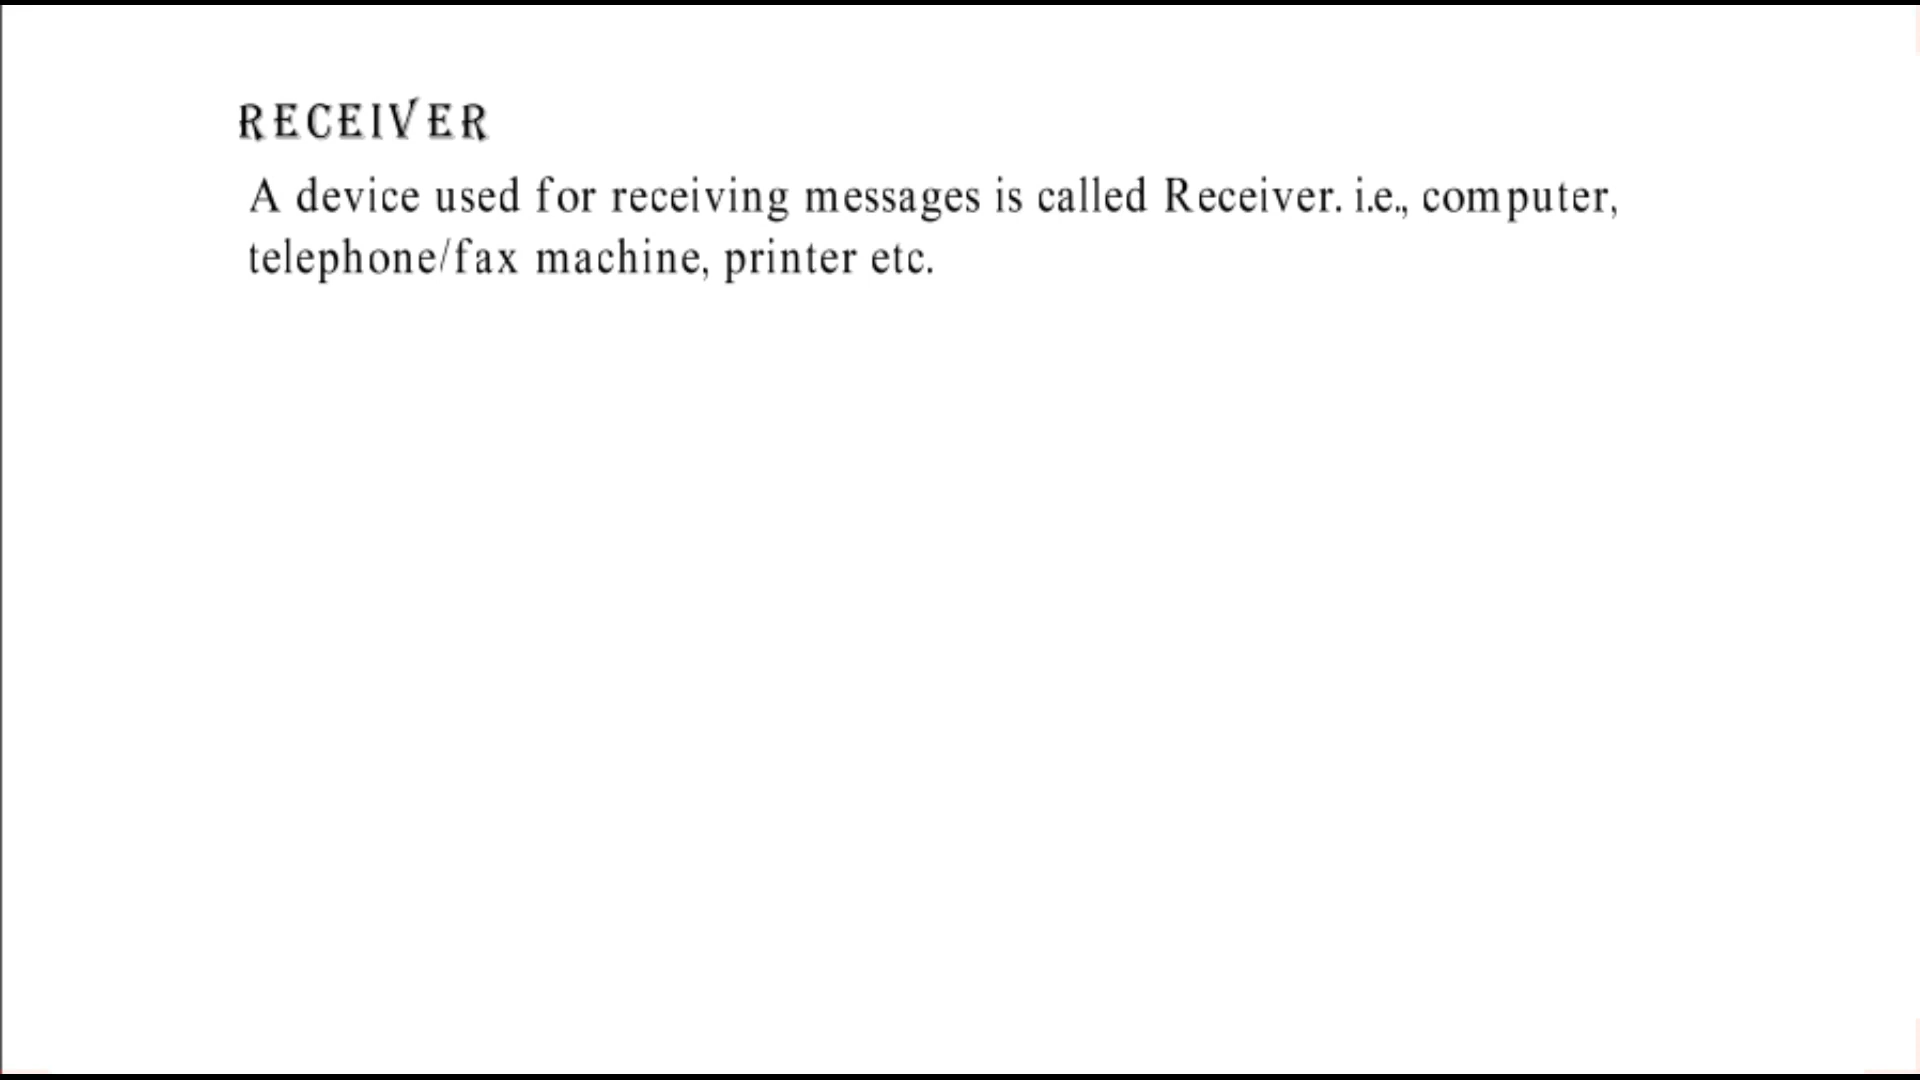 RECEIVER
A device used for receiving messages is called Receiver. i.e., computer,
telephone/fax machine, printer etc.